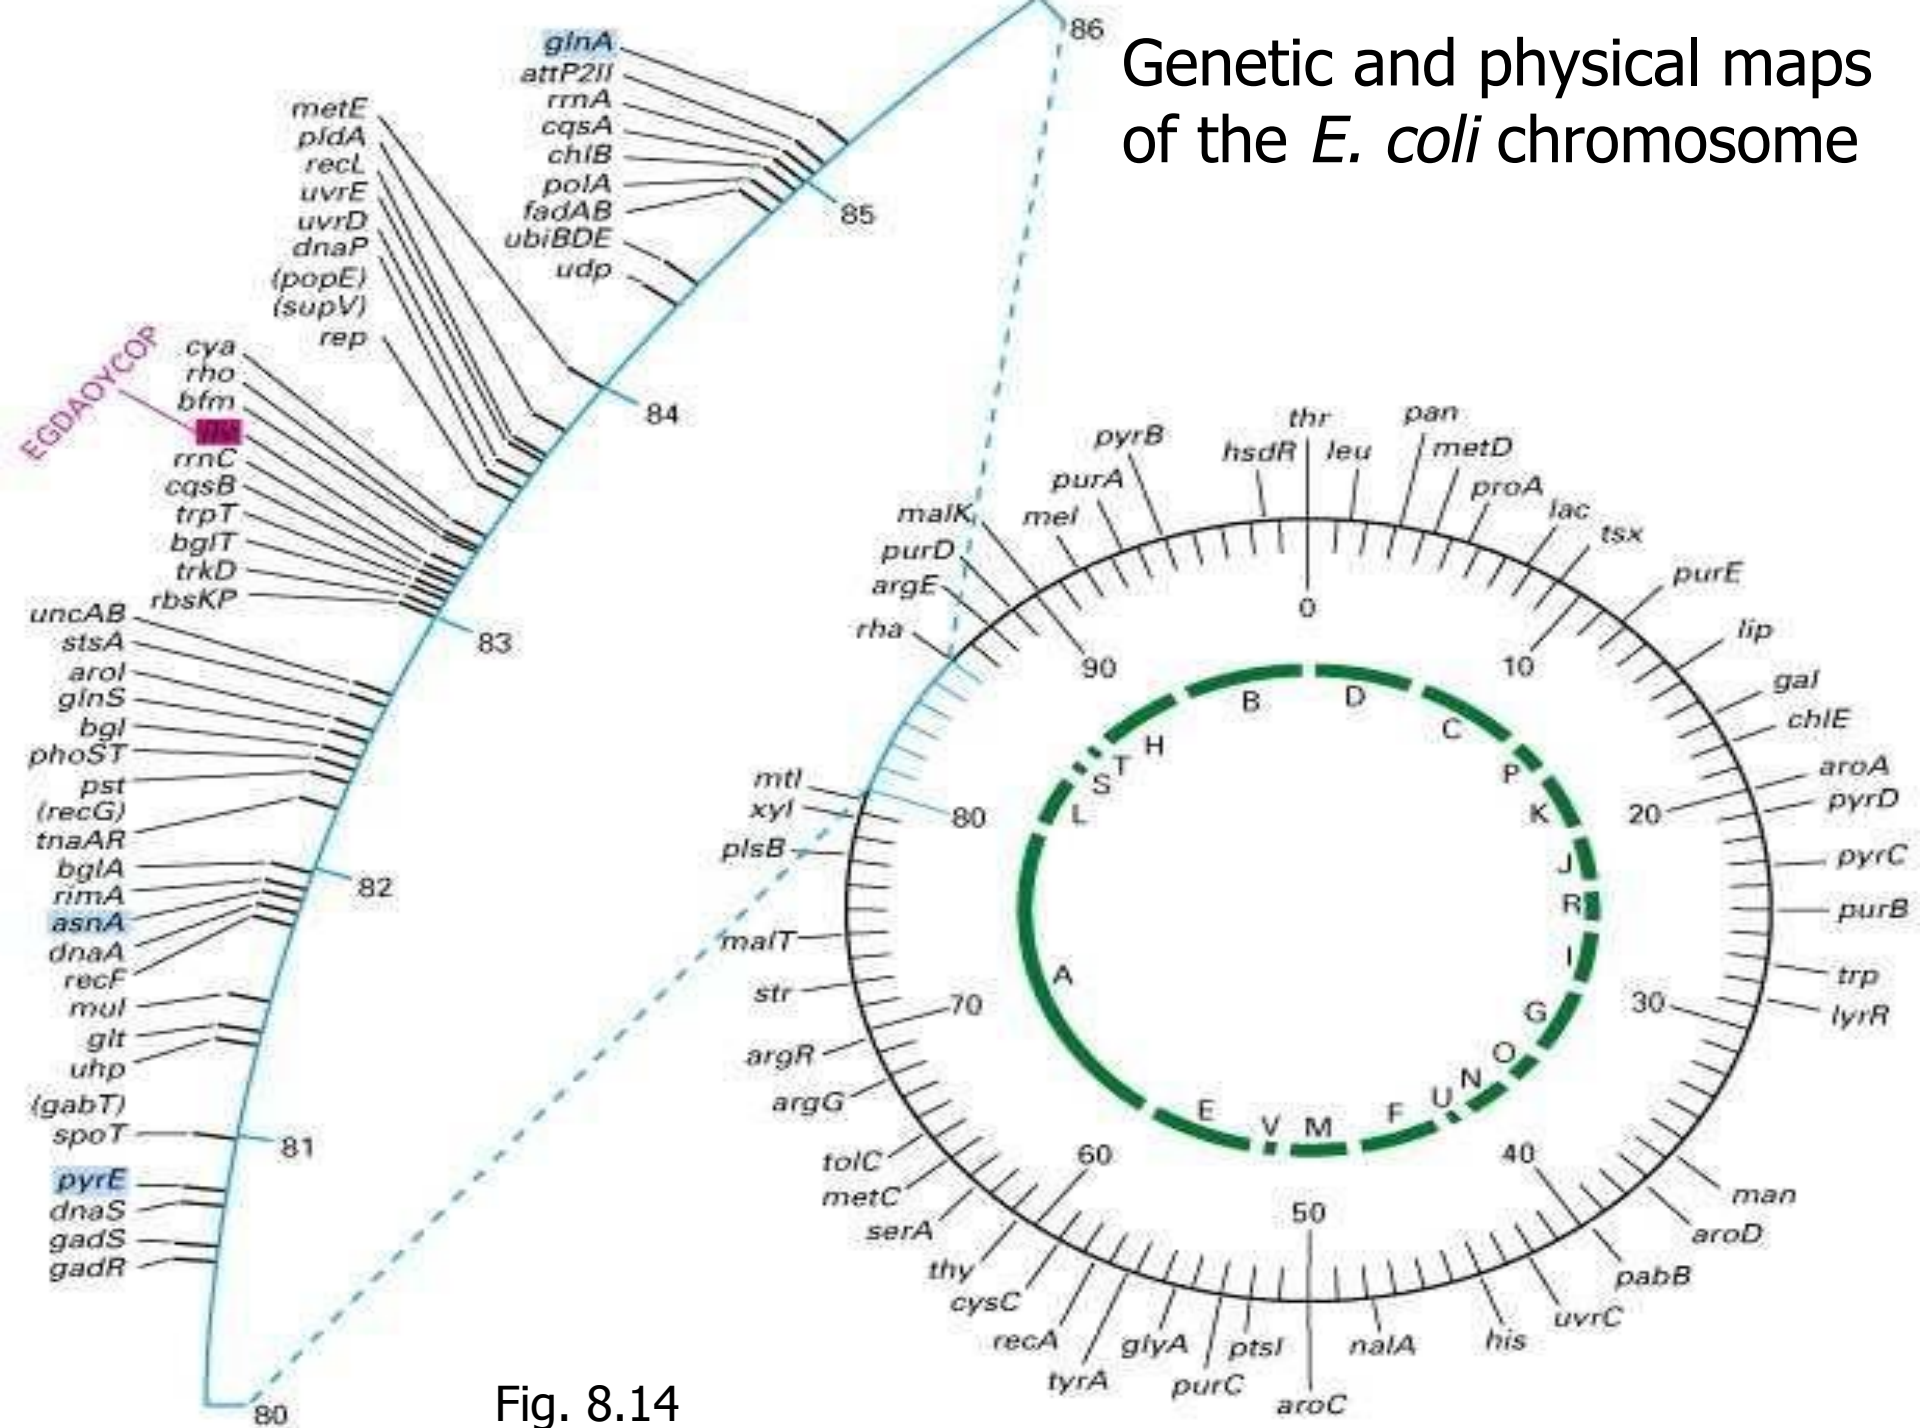 Genetic and physical maps
of the E. coli chromosome
86
glnA
attP2II
rrnA
cqsA
chlB
polA
fadAB
ubiBDE
udp
85
metE
pldA
recL
uvrE
uvrD
dnaP
(popE)
(supV)
rep
84
EGDAOYCOP
cya
rho
bfm
rrnC
cqsB
trpT
bglT
trkD
rbsKP
83
uncAB
stsA
aroI
glnS
bgl
phoST
pst
(recG)
tnaAR
bglA
rimA
asnA
dnaA
recF
82
mul
glt
uhp
(gabT)
spoT
81
pyrE
dnaS
gadS
gadR
80
Fig. 8.14
thr
leu
pan
metD
proA
lac
tsx
purE
lip
gal
chlE
aroA
pyrD
pyrC
purB
trp
lyrR
man
aroD
pabB
uvrC
his
nalA
aroC
ptsI
purC
glyA
tyrA
recA
cysC
thy
serA
metC
tolC
argG
argR
str
malT
plsB
xyl
mtl
rha
argE
purD
malK
mel
purA
pyrB
hsdR
0
10
20
30
40
50
60
70
80
90
B
D
C
P
K
J
R
I
G
O
N
U
F
M
V
E
A
L
S
T
H